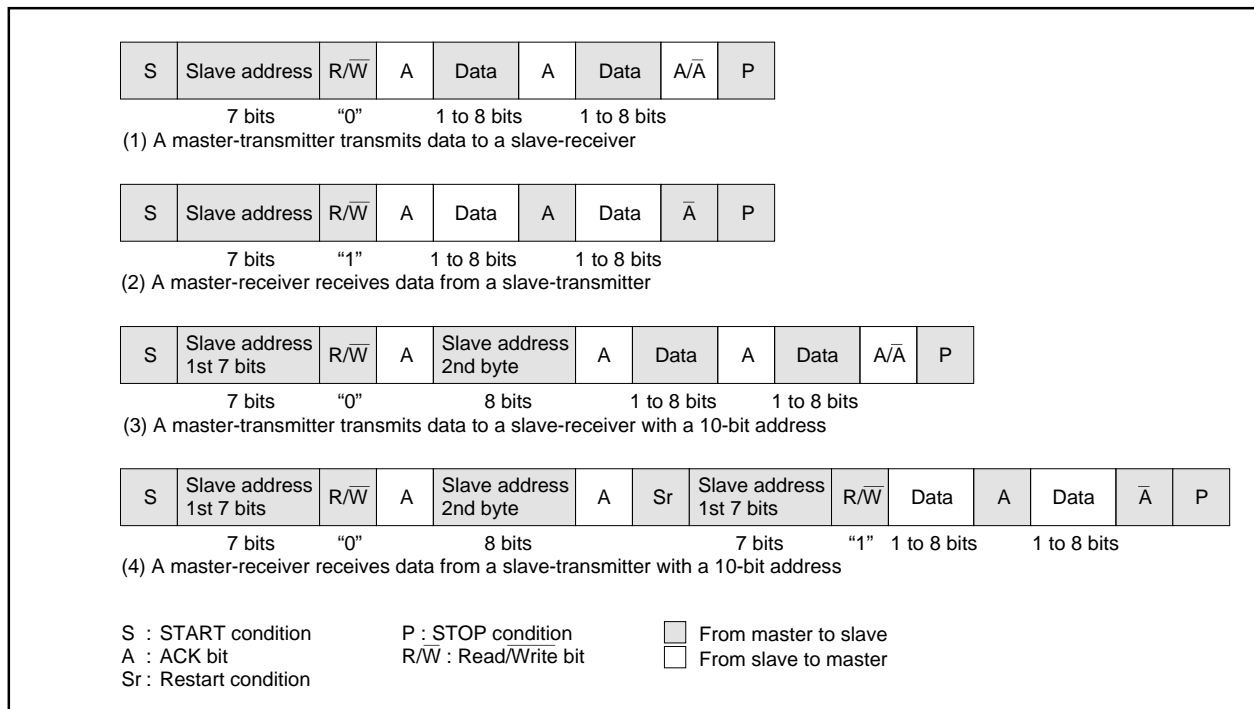 S Slave address R/W̅ A Data A Data A/A̅ P
7 bits “0” 1 to 8 bits 1 to 8 bits
(1) A master-transmitter transmits data to a slave-receiver
S Slave address R/W̅ A Data A Data A̅ P
7 bits “1” 1 to 8 bits 1 to 8 bits
(2) A master-receiver receives data from a slave-transmitter
S Slave address 1st 7 bits R/W̅ A Slave address 2nd byte A Data A Data A/A̅ P
7 bits “0” 8 bits 1 to 8 bits 1 to 8 bits
(3) A master-transmitter transmits data to a slave-receiver with a 10-bit address
S Slave address 1st 7 bits R/W̅ A Slave address 2nd byte A Sr Slave address 1st 7 bits R/W̅ Data A Data A̅ P
7 bits “0” 8 bits 7 bits “1” 1 to 8 bits 1 to 8 bits
(4) A master-receiver receives data from a slave-transmitter with a 10-bit address
S : START condition P : STOP condition From master to slave
A : ACK bit R/W̅ : Read/W̅r̅i̅t̅e̅ bit From slave to master
Sr : Restart condition